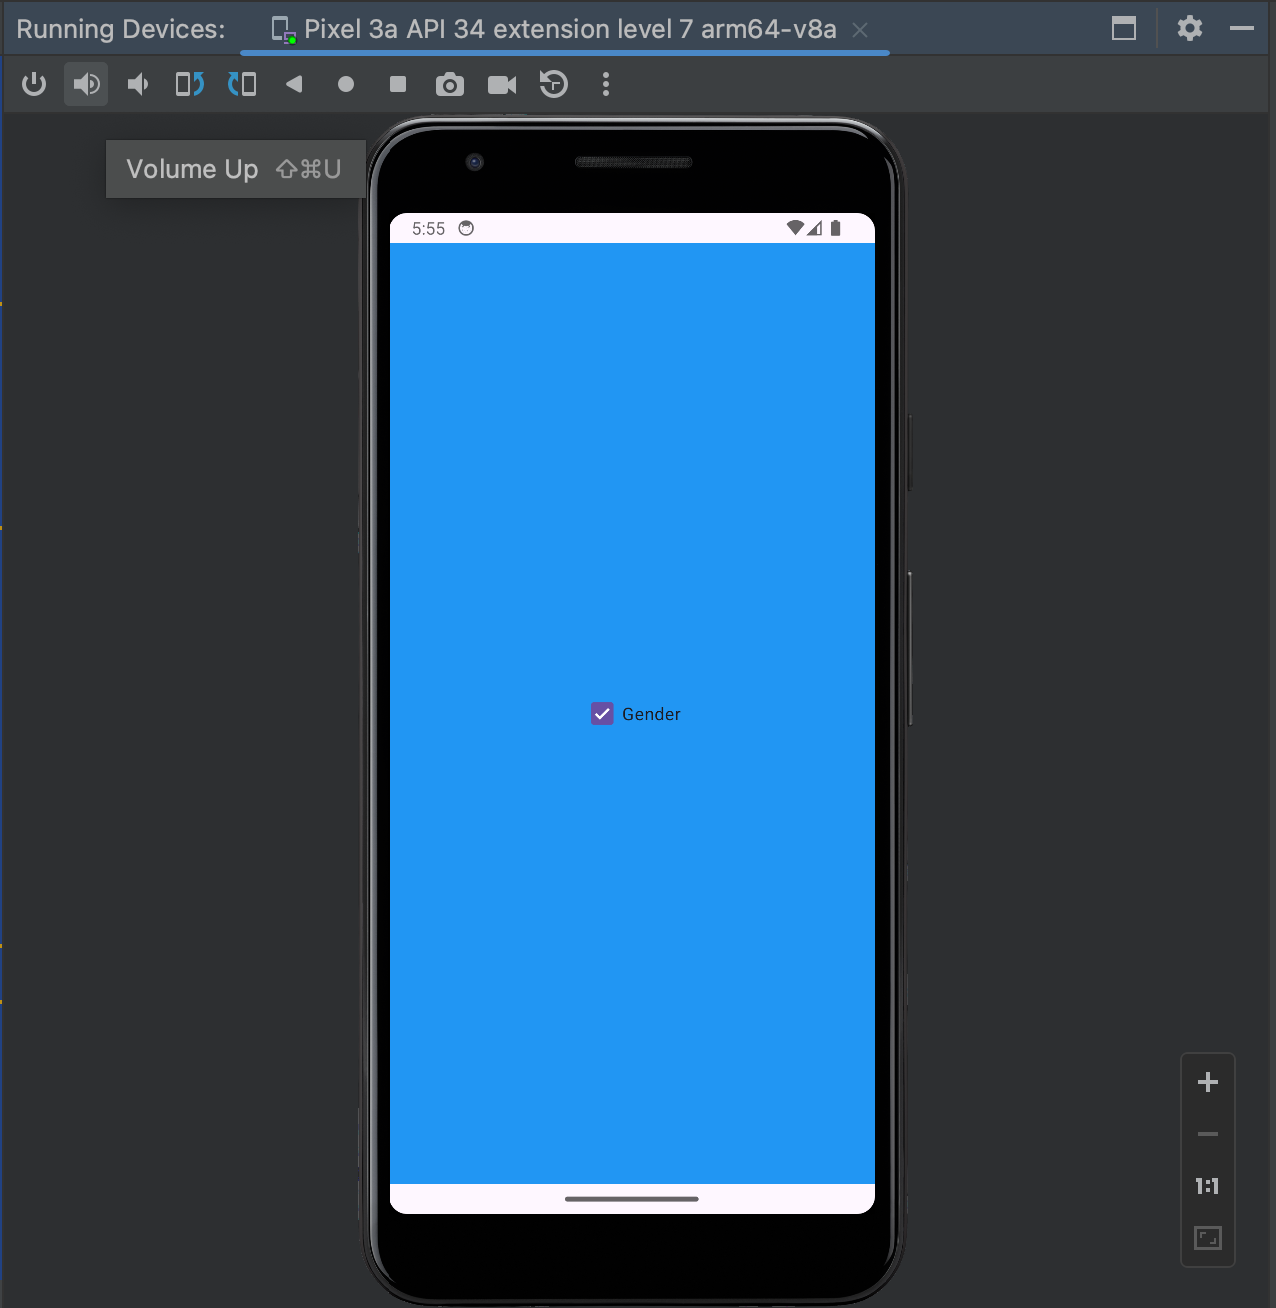 Running Devices: Pixel 3a API 34 extension level 7 arm64-v8a
Volume Up ⇧⌘U
5:55
Gender
1:1